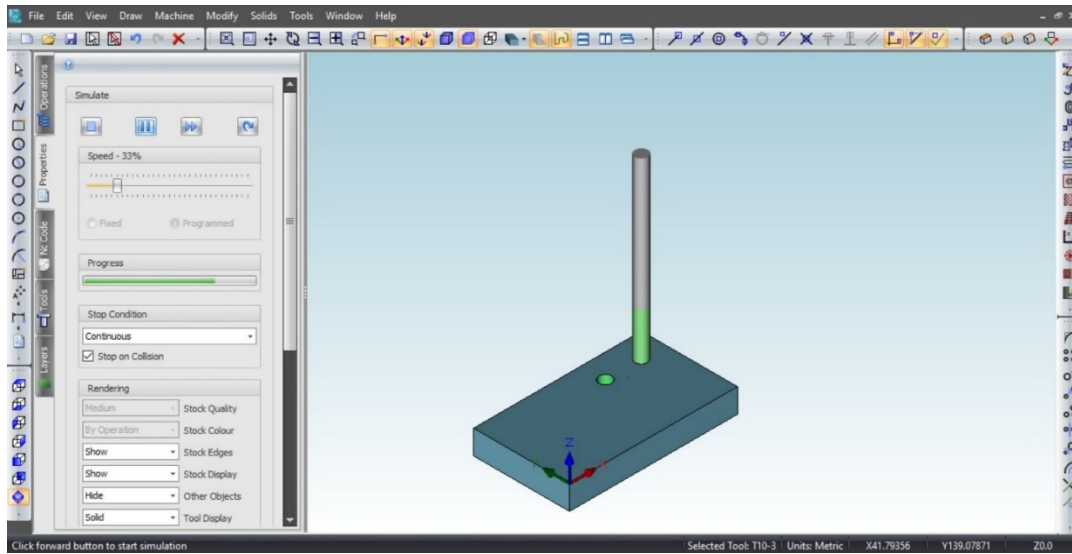 File Edit View Draw Machine Modify Solids Tools Window Help
Operations
Properties
Nc Code
Tools
Layers
Simulate
Speed - 33%
Fixed Programmed
Progress
Stop Condition
Continuous
Stop on Collision
Rendering
Medium Stock Quality
By Operation Stock Colour
Show Stock Edges
Show Stock Display
Hide Other Objects
Solid Tool Display
Z
X
Click forward button to start simulation Selected Tool: T10-3 Units: Metric X41.79356 Y139.07871 Z0.0